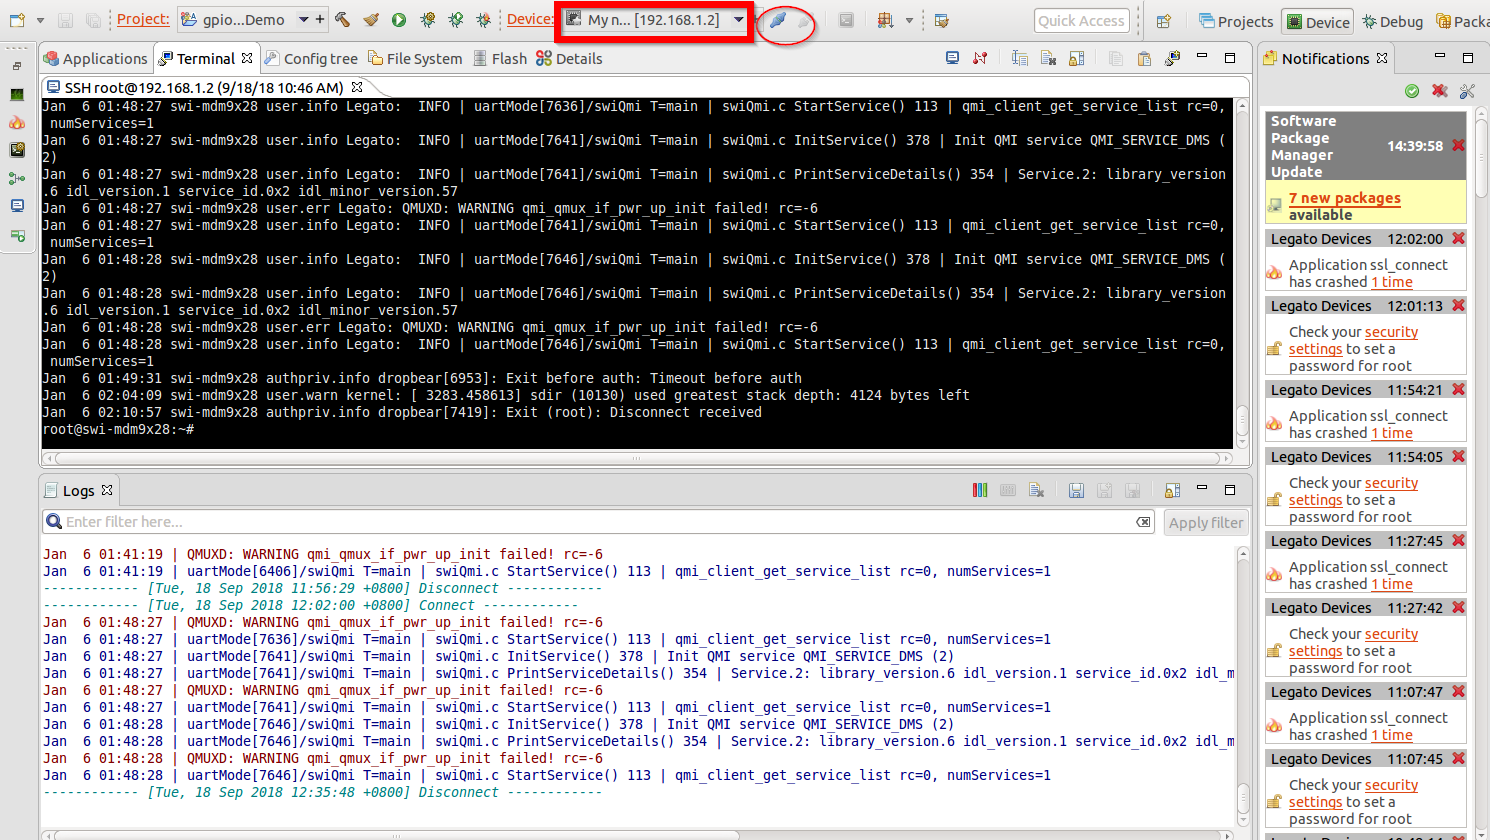 Project: gpio...Demo Device: My n... [192.168.1.2] Quick Access Projects Device Debug Packa
Applications Terminal Config tree File System Flash Details
SSH root@192.168.1.2 (9/18/18 10:46 AM)
Jan  6 01:48:27 swi-mdm9x28 user.info Legato:  INFO | uartMode[7636]/swiQmi T=main | swiQmi.c StartService() 113 | qmi_client_get_service_list rc=0,
 numServices=1
Jan  6 01:48:27 swi-mdm9x28 user.info Legato:  INFO | uartMode[7641]/swiQmi T=main | swiQmi.c InitService() 378 | Init QMI service QMI_SERVICE_DMS (
2)
Jan  6 01:48:27 swi-mdm9x28 user.info Legato:  INFO | uartMode[7641]/swiQmi T=main | swiQmi.c PrintServiceDetails() 354 | Service.2: library_version
.6 idl_version.1 service_id.0x2 idl_minor_version.57
Jan  6 01:48:27 swi-mdm9x28 user.err Legato: QMUXD: WARNING qmi_qmux_if_pwr_up_init failed! rc=-6
Jan  6 01:48:27 swi-mdm9x28 user.info Legato:  INFO | uartMode[7641]/swiQmi T=main | swiQmi.c StartService() 113 | qmi_client_get_service_list rc=0,
 numServices=1
Jan  6 01:48:28 swi-mdm9x28 user.info Legato:  INFO | uartMode[7646]/swiQmi T=main | swiQmi.c InitService() 378 | Init QMI service QMI_SERVICE_DMS (
2)
Jan  6 01:48:28 swi-mdm9x28 user.info Legato:  INFO | uartMode[7646]/swiQmi T=main | swiQmi.c PrintServiceDetails() 354 | Service.2: library_version
.6 idl_version.1 service_id.0x2 idl_minor_version.57
Jan  6 01:48:28 swi-mdm9x28 user.err Legato: QMUXD: WARNING qmi_qmux_if_pwr_up_init failed! rc=-6
Jan  6 01:48:28 swi-mdm9x28 user.info Legato:  INFO | uartMode[7646]/swiQmi T=main | swiQmi.c StartService() 113 | qmi_client_get_service_list rc=0,
 numServices=1
Jan  6 01:49:31 swi-mdm9x28 authpriv.info dropbear[6953]: Exit before auth: Timeout before auth
Jan  6 02:04:09 swi-mdm9x28 user.warn kernel: [ 3283.458613] sdir (10130) used greatest stack depth: 4124 bytes left
Jan  6 02:10:57 swi-mdm9x28 authpriv.info dropbear[7419]: Exit (root): Disconnect received
root@swi-mdm9x28:~#
Logs
Enter filter here... Apply filter
Jan  6 01:41:19 | QMUXD: WARNING qmi_qmux_if_pwr_up_init failed! rc=-6
Jan  6 01:41:19 | uartMode[6406]/swiQmi T=main | swiQmi.c StartService() 113 | qmi_client_get_service_list rc=0, numServices=1
------------ [Tue, 18 Sep 2018 11:56:29 +0800] Disconnect ------------
------------ [Tue, 18 Sep 2018 12:02:00 +0800] Connect ------------
Jan  6 01:48:27 | QMUXD: WARNING qmi_qmux_if_pwr_up_init failed! rc=-6
Jan  6 01:48:27 | uartMode[7636]/swiQmi T=main | swiQmi.c StartService() 113 | qmi_client_get_service_list rc=0, numServices=1
Jan  6 01:48:27 | uartMode[7641]/swiQmi T=main | swiQmi.c InitService() 378 | Init QMI service QMI_SERVICE_DMS (2)
Jan  6 01:48:27 | uartMode[7641]/swiQmi T=main | swiQmi.c PrintServiceDetails() 354 | Service.2: library_version.6 idl_version.1 service_id.0x2 idl_m
Jan  6 01:48:27 | QMUXD: WARNING qmi_qmux_if_pwr_up_init failed! rc=-6
Jan  6 01:48:27 | uartMode[7641]/swiQmi T=main | swiQmi.c StartService() 113 | qmi_client_get_service_list rc=0, numServices=1
Jan  6 01:48:28 | uartMode[7646]/swiQmi T=main | swiQmi.c InitService() 378 | Init QMI service QMI_SERVICE_DMS (2)
Jan  6 01:48:28 | uartMode[7646]/swiQmi T=main | swiQmi.c PrintServiceDetails() 354 | Service.2: library_version.6 idl_version.1 service_id.0x2 idl_m
Jan  6 01:48:28 | QMUXD: WARNING qmi_qmux_if_pwr_up_init failed! rc=-6
Jan  6 01:48:28 | uartMode[7646]/swiQmi T=main | swiQmi.c StartService() 113 | qmi_client_get_service_list rc=0, numServices=1
------------ [Tue, 18 Sep 2018 12:35:48 +0800] Disconnect ------------
Notifications
Software
Package
Manager
Update
14:39:58
7 new packages
available
Legato Devices 12:02:00
Application ssl_connect
has crashed 1 time
Legato Devices 12:01:13
Check your security
settings to set a
password for root
Legato Devices 11:54:21
Application ssl_connect
has crashed 1 time
Legato Devices 11:54:05
Check your security
settings to set a
password for root
Legato Devices 11:27:45
Application ssl_connect
has crashed 1 time
Legato Devices 11:27:42
Check your security
settings to set a
password for root
Legato Devices 11:07:47
Application ssl_connect
has crashed 1 time
Legato Devices 11:07:45
Check your security
settings to set a
password for root